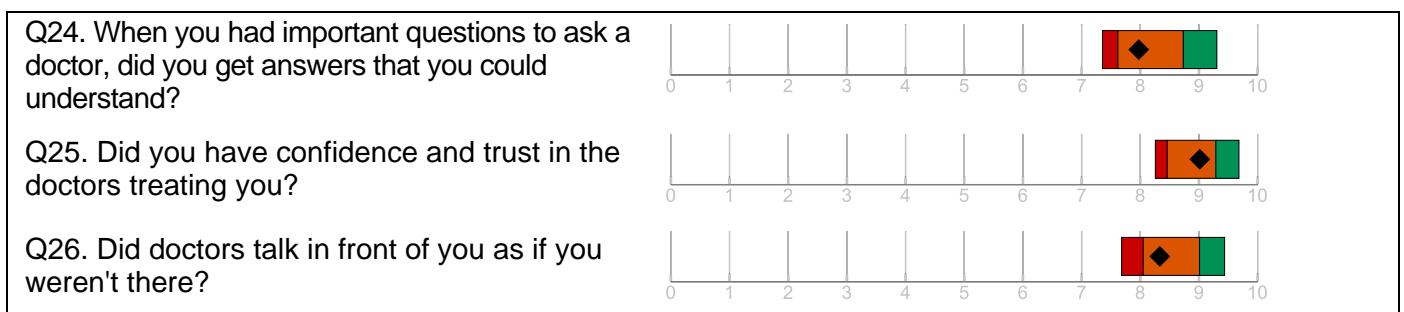 Q24. When you had important questions to ask a
doctor, did you get answers that you could
understand?
0 1 2 3 4 5 6 7 8 9 10
Q25. Did you have confidence and trust in the
doctors treating you?
0 1 2 3 4 5 6 7 8 9 10
Q26. Did doctors talk in front of you as if you
weren't there?
0 1 2 3 4 5 6 7 8 9 10